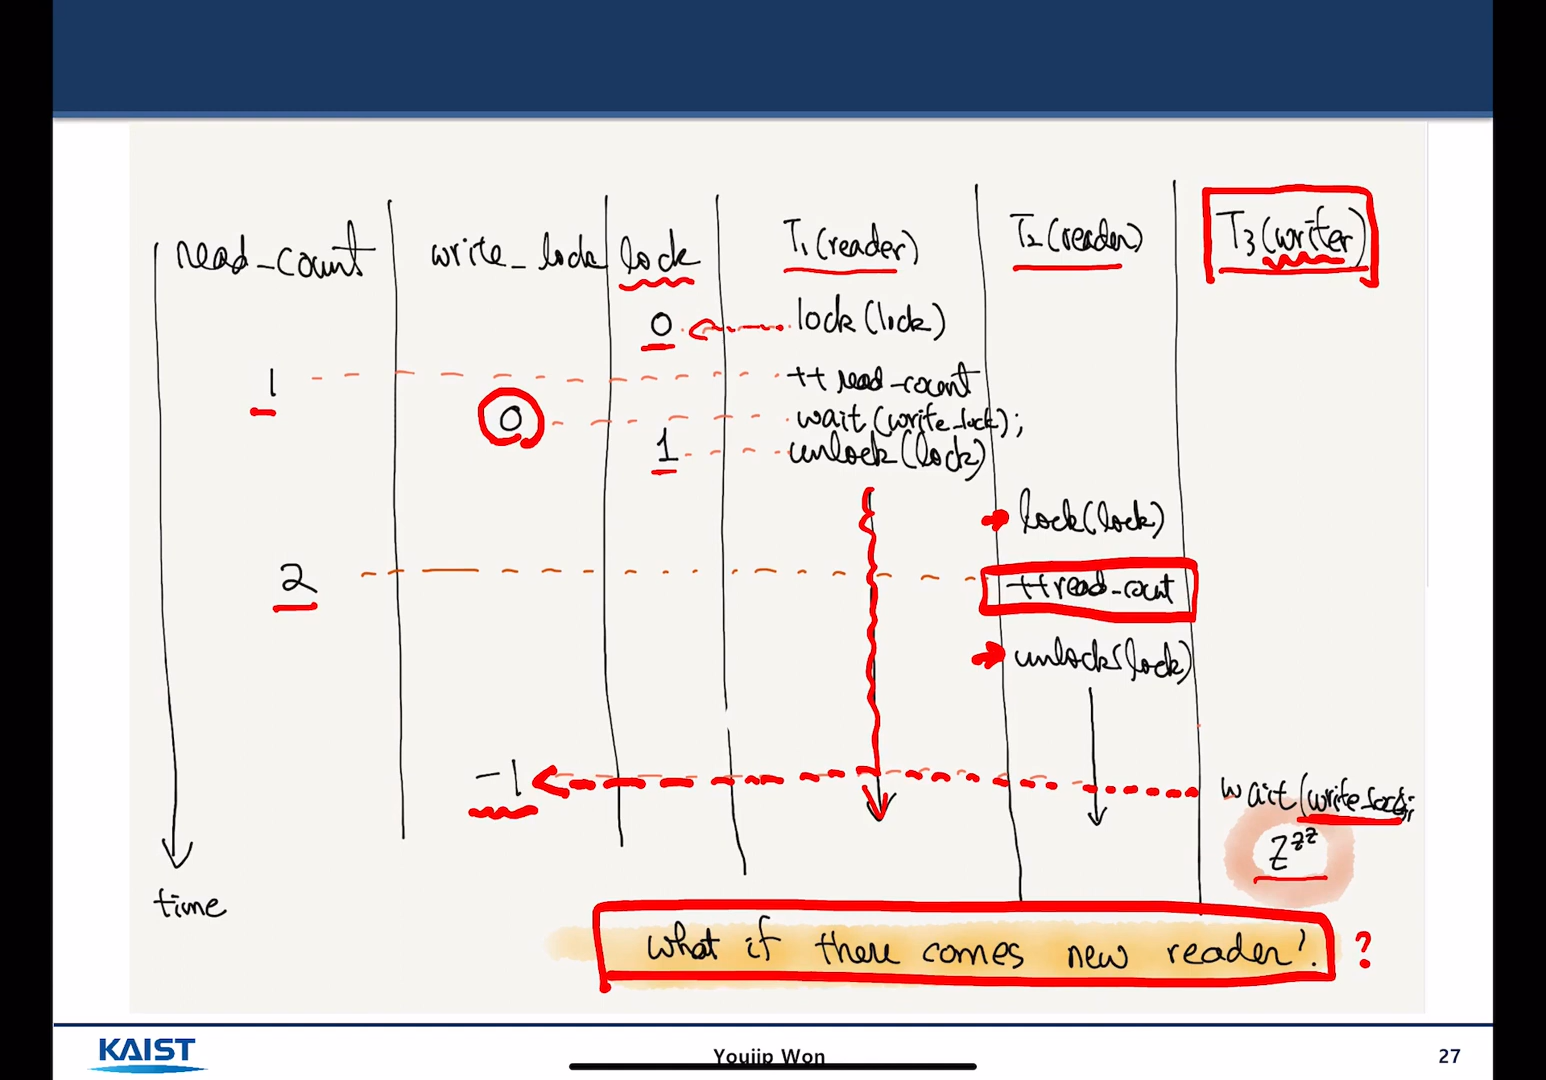 read_count write_lock lock T1(reader) T2(reader) T3(writer)
0 lock(lock)
1 ++ read_count
0 wait(write_lock);
1 unlock(lock)
lock(lock)
2 ++read_count
unlock(lock)
-1 wait(write_lock);
Zzz
time
what if there comes new reader? ?
KAIST Youjip Won 27